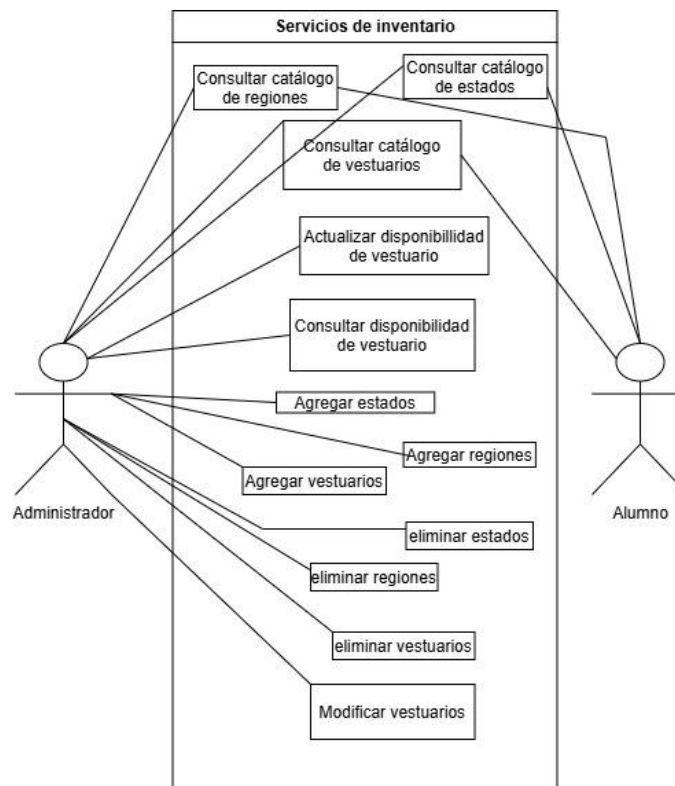 Servicios de inventario
Consultar catálogo
de regiones
Consultar catálogo
de estados
Consultar catálogo
de vestuarios
Actualizar disponibillidad
de vestuario
Consultar disponibilidad
de vestuario
Agregar estados
Agregar regiones
Agregar vestuarios
Administrador
Alumno
eliminar estados
eliminar regiones
eliminar vestuarios
Modificar vestuarios